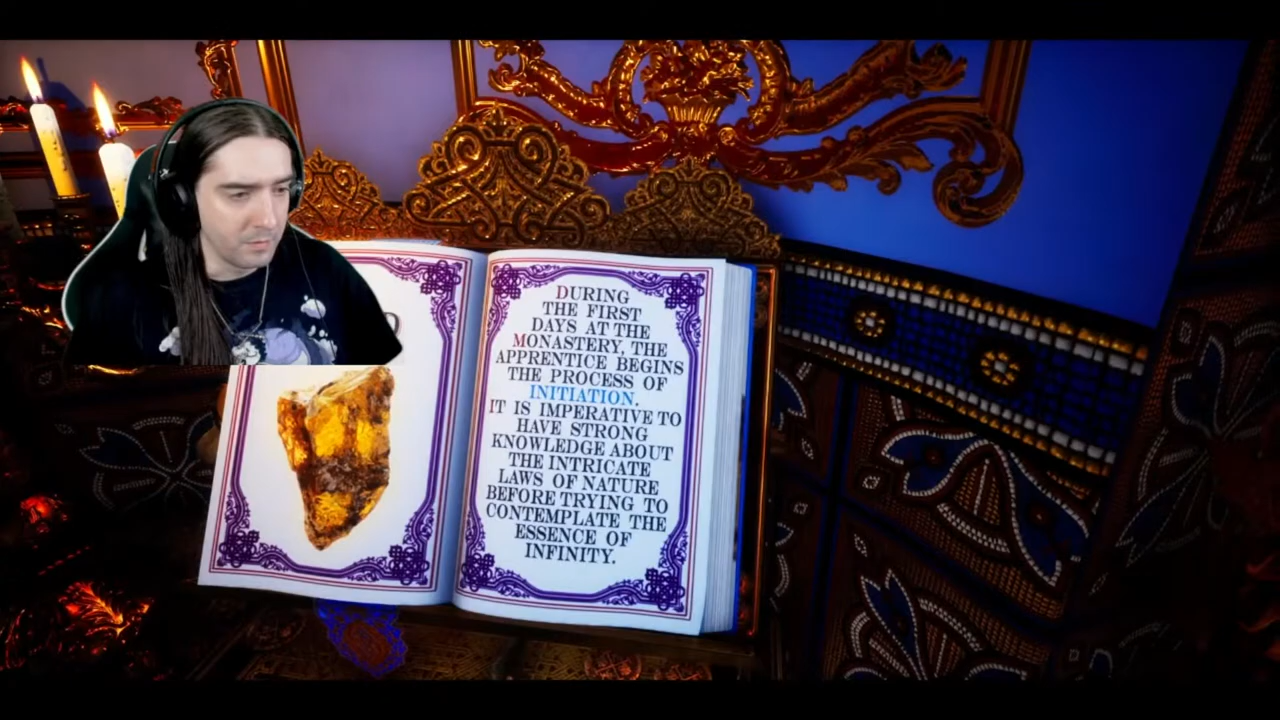 DURING
THE FIRST
DAYS AT THE
MONASTERY, THE
APPRENTICE BEGINS
THE PROCESS OF
INITIATION.
IT IS IMPERATIVE TO
HAVE STRONG
KNOWLEDGE ABOUT
THE INTRICATE
LAWS OF NATURE
BEFORE TRYING TO
CONTEMPLATE THE
ESSENCE OF
INFINITY.